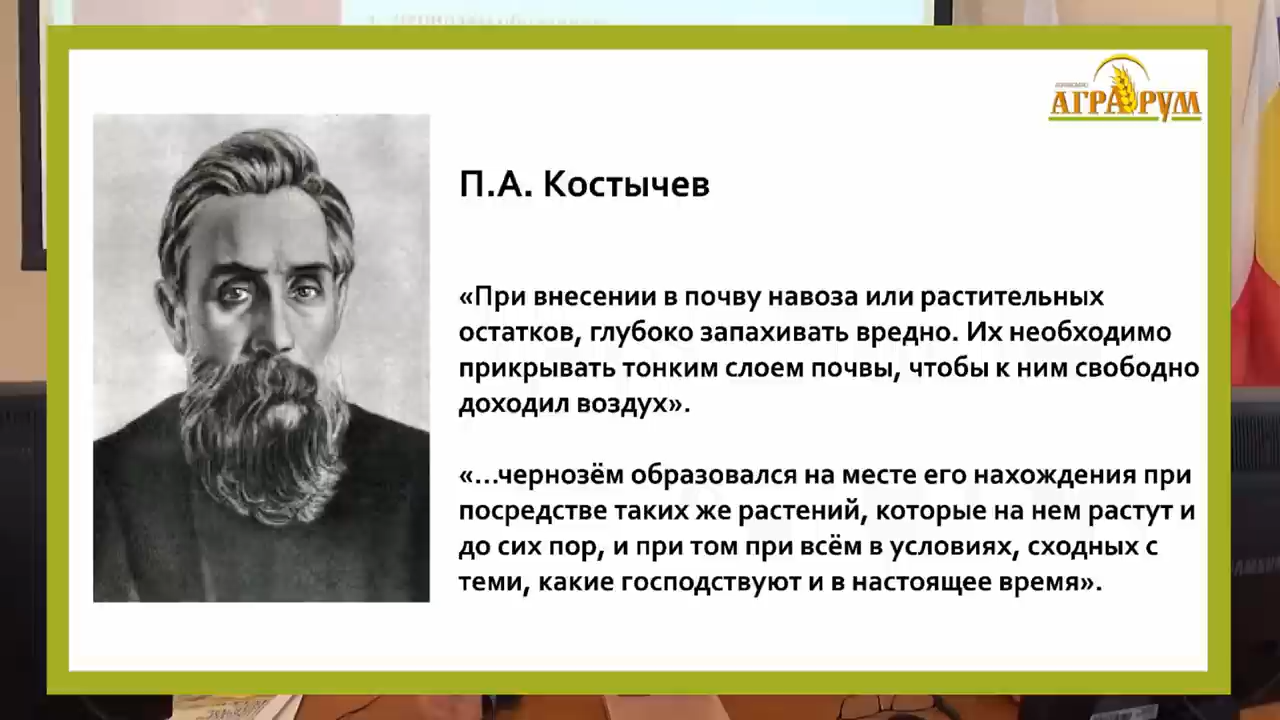 АГРАРУМ
П.А. Костычев
«При внесении в почву навоза или растительных
остатков, глубоко запахивать вредно. Их необходимо
прикрывать тонким слоем почвы, чтобы к ним свободно
доходил воздух».
«...чернозём образовался на месте его нахождения при
посредстве таких же растений, которые на нем растут и
до сих пор, и при том при всём в условиях, сходных с
теми, какие господствуют и в настоящее время».